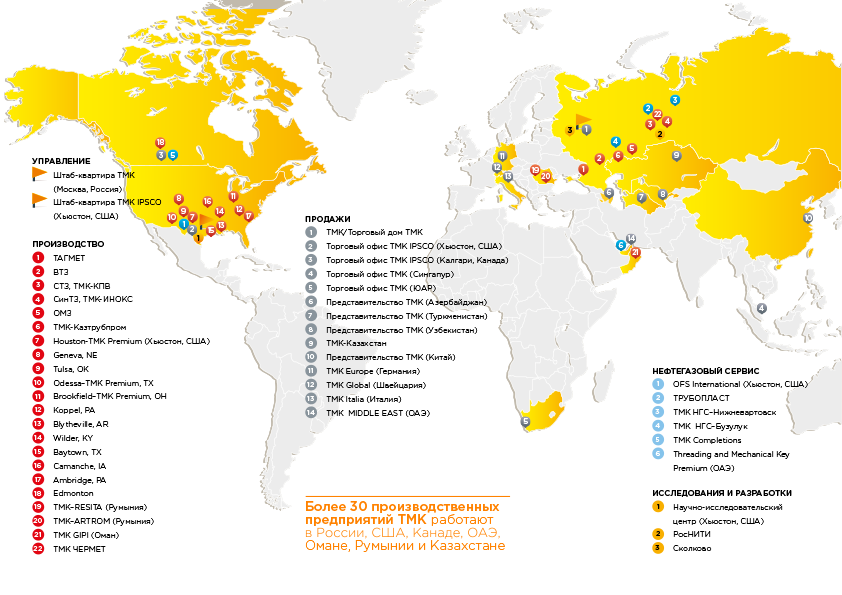 УПРАВЛЕНИЕ
Штаб-квартира ТМК
(Москва, Россия)
Штаб-квартира ТМК IPSCO
(Хьюстон, США)
ПРОИЗВОДСТВО
1 ТАГМЕТ
2 ВТЗ
3 СТЗ, ТМК-КПВ
4 СинТЗ, ТМК-ИНОКС
5 ОМЗ
6 ТМК-Казтрубпром
7 Houston-TMK Premium (Хьюстон, США)
8 Geneva, NE
9 Tulsa, OK
10 Odessa–TMK Premium, TX
11 Brookfield–TMK Premium, OH
12 Koppel, PA
13 Blytheville, AR
14 Wilder, KY
15 Baytown, TX
16 Camanche, IA
17 Ambridge, PA
18 Edmonton
19 TMK–RESITA (Румыния)
20 TMK–ARTROM (Румыния)
21 ТМК GIPI (Оман)
22 ТМК ЧЕРМЕТ
ПРОДАЖИ
1 ТМК/Торговый дом ТМК
2 Торговый офис ТМК IPSCO (Хьюстон, США)
3 Торговый офис ТМК IPSCO (Калгари, Канада)
4 Торговый офис ТМК (Сингапур)
5 Торговый офис ТМК (ЮАР)
6 Представительство ТМК (Азербайджан)
7 Представительство ТМК (Туркменистан)
8 Представительство ТМК (Узбекистан)
9 ТМК-Казахстан
10 Представительство ТМК (Китай)
11 TMK Europe (Германия)
12 TMK Global (Швейцария)
13 TMK Italia (Италия)
14 TMK MIDDLE EAST (ОАЭ)
Более 30 производственных
предприятий ТМК работают
в России, США, Канаде, ОАЭ,
Омане, Румынии и Казахстане
НЕФТЕГАЗОВЫЙ СЕРВИС
1 OFS International (Хьюстон, США)
2 ТРУБОПЛАСТ
3 ТМК НГС–Нижневартовск
4 ТМК НГС-Бузулук
5 TMK Completions
6 Threading and Mechanical Key
Premium (ОАЭ)
ИССЛЕДОВАНИЯ И РАЗРАБОТКИ
1 Научно-исследовательский
центр (Хьюстон, США)
2 РосНИТИ
3 Сколково